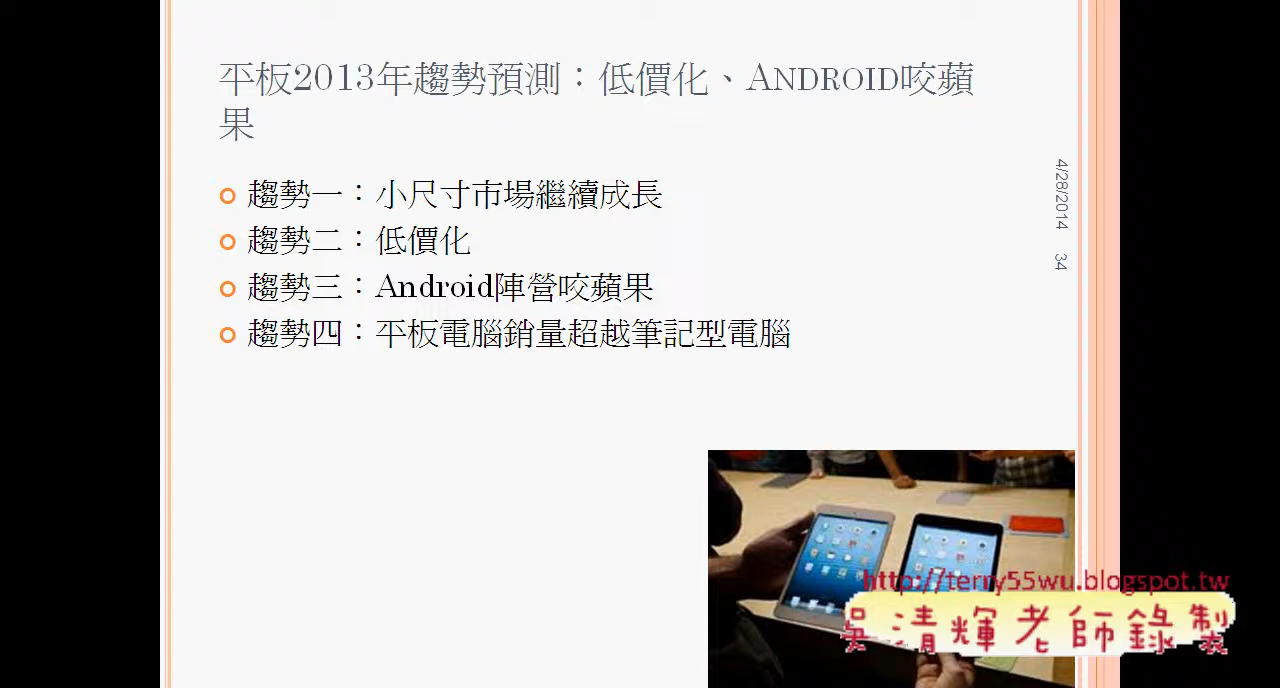 平板2013年趨勢預測：低價化、ANDROID咬蘋
果
趨勢一：小尺寸市場繼續成長
趨勢二：低價化
趨勢三：Android陣營咬蘋果
趨勢四：平板電腦銷量超越筆記型電腦
4/28/2014
34
http://terry55wu.blogspot.tw
吳清輝老師錄製